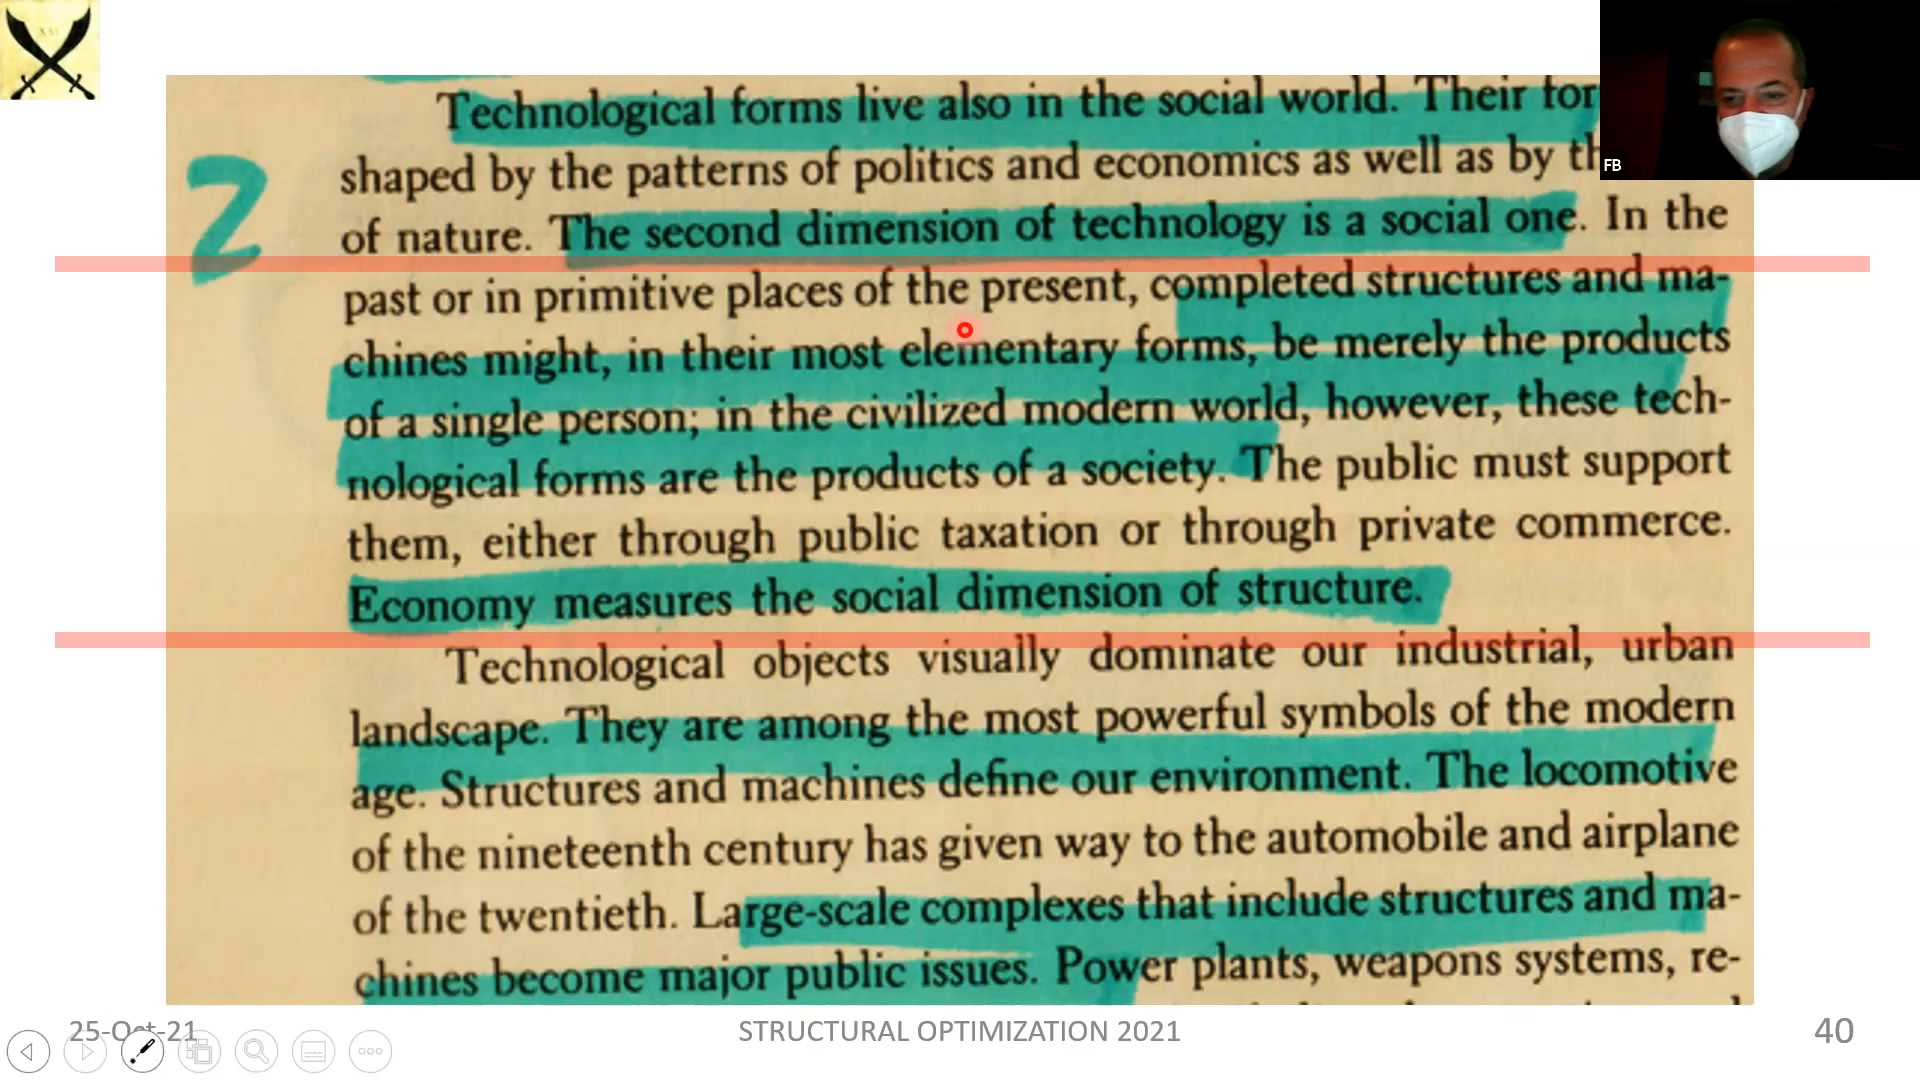 Technological forms live also in the social world. Their
shaped by the patterns of politics and economics as well as by
of nature. The second dimension of technology is a social one. In the
past or in primitive places of the present, completed structures and ma-
chines might, in their most elementary forms, be merely the products
of a single person; in the civilized modern world, however, these tech-
nological forms are the products of a society. The public must support
them, either through public taxation or through private commerce.
Economy measures the social dimension of structure.
Technological objects visually dominate our industrial, urban
landscape. They are among the most powerful symbols of the modern
age. Structures and machines define our environment. The locomotive
of the nineteenth century has given way to the automobile and airplane
of the twentieth. Large-scale complexes that include structures and ma-
chines become major public issues. Power plants, weapons systems, re-
2
FB
25-Oct-21
STRUCTURAL OPTIMIZATION 2021
40